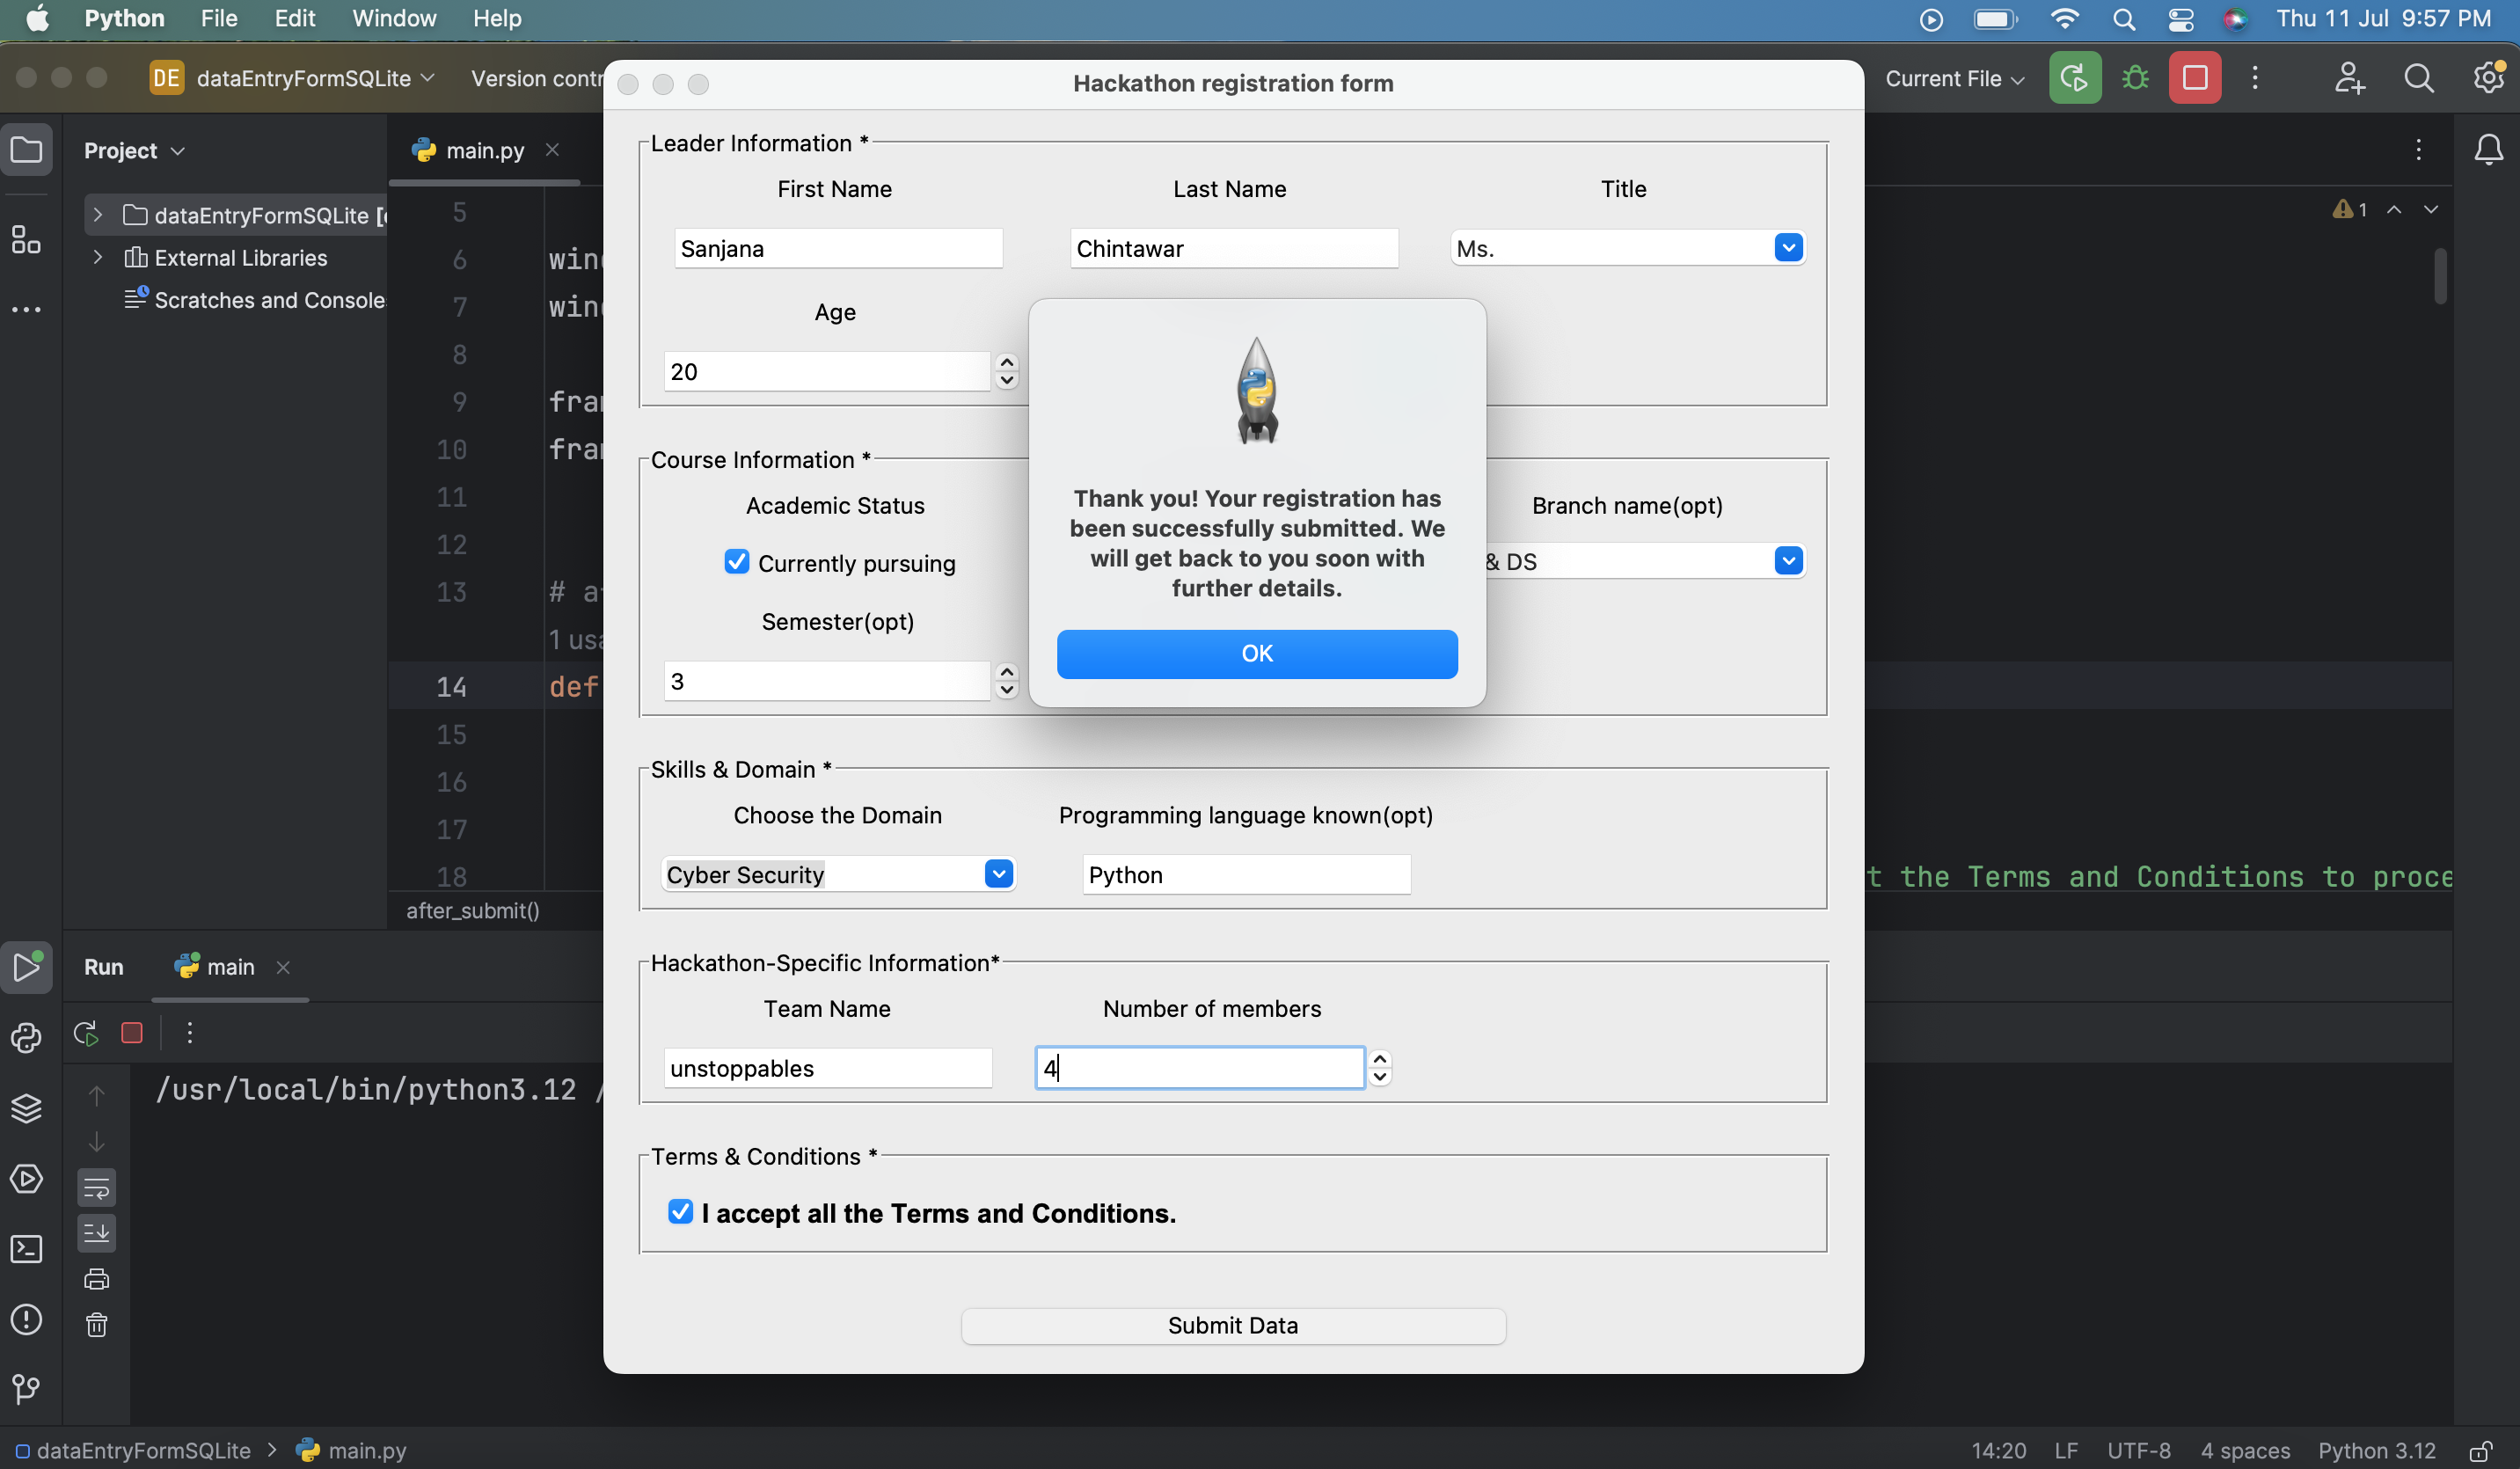 Python File Edit Window Help Thu 11 Jul 9:57 PM
DE dataEntryFormSQLite Version contr Current File
Hackathon registration form
Project
main.py
dataEntryFormSQLite [
External Libraries
Scratches and Console
1
5
6 win
7 win
8
9 fra
10 fra
11
12
13 # a
1 usa
14 def
15
16
17
18 t the Terms and Conditions to proce
after_submit()
Leader Information *
First Name Last Name Title
Sanjana Chintawar Ms.
Age
20
Course Information *
Academic Status Branch name(opt)
Currently pursuing & DS
Semester(opt)
3
Thank you! Your registration has
been successfully submitted. We
will get back to you soon with
further details.
OK
Skills & Domain *
Choose the Domain Programming language known(opt)
Cyber Security Python
Hackathon-Specific Information*
Team Name Number of members
unstoppables 4
Terms & Conditions *
I accept all the Terms and Conditions.
Submit Data
Run main
/usr/local/bin/python3.12 /
dataEntryFormSQLite > main.py 14:20 LF UTF-8 4 spaces Python 3.12